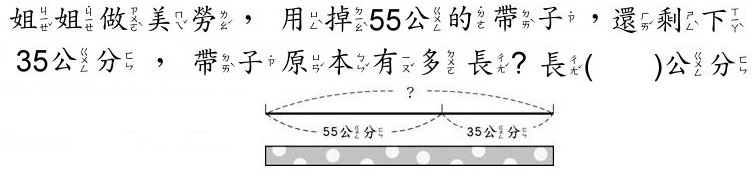 姐姐做美勞，用掉55公的帶子，還剩下
35公分，帶子原本有多長？長(　　)公分
?
55公分 35公分